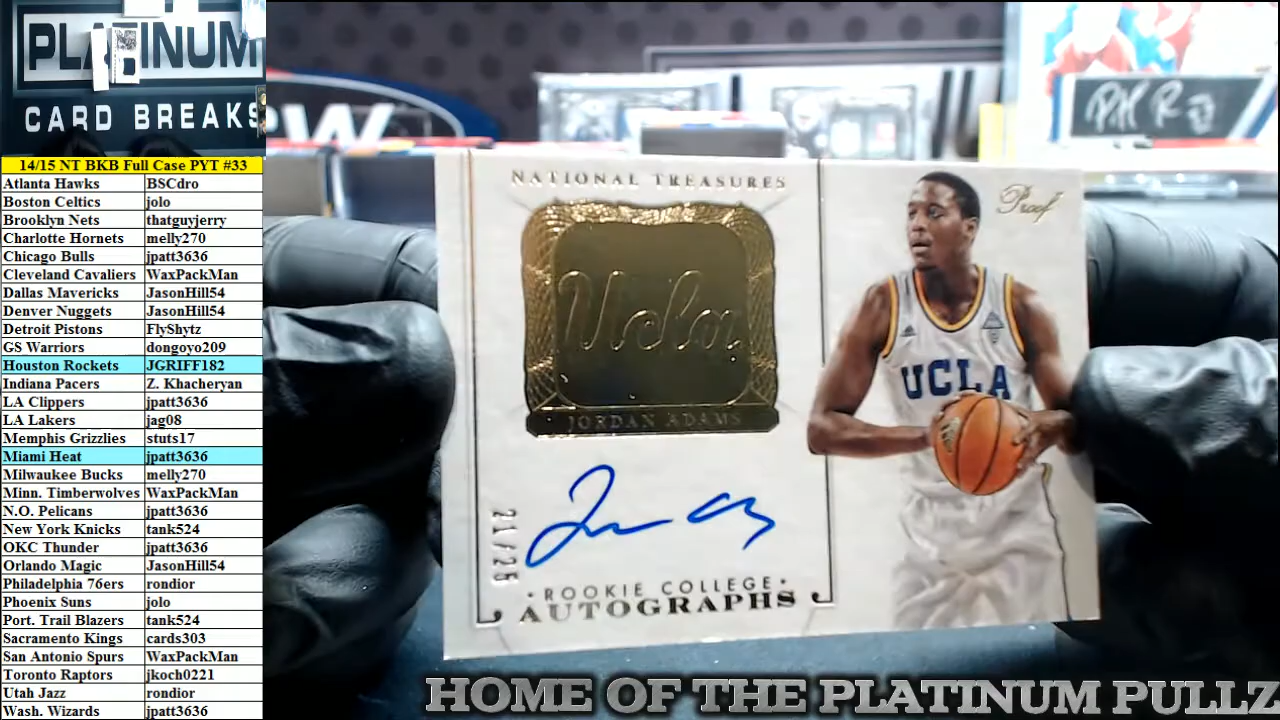 PLATINUM
CARD BREAKS
14/15 NT BKB Full Case PYT #33
Atlanta Hawks BSCdro
Boston Celtics jolo
Brooklyn Nets thatguyjerry
Charlotte Hornets melly270
Chicago Bulls jpatt3636
Cleveland Cavaliers WaxPackMan
Dallas Mavericks JasonHill54
Denver Nuggets JasonHill54
Detroit Pistons FlyShytz
GS Warriors dongoyo209
Houston Rockets JGRIFF182
Indiana Pacers Z. Khacheryan
LA Clippers jpatt3636
LA Lakers jag08
Memphis Grizzlies stuts17
Miami Heat jpatt3636
Milwaukee Bucks melly270
Minn. Timberwolves WaxPackMan
N.O. Pelicans jpatt3636
New York Knicks tank524
OKC Thunder jpatt3636
Orlando Magic JasonHill54
Philadelphia 76ers rondior
Phoenix Suns jolo
Port. Trail Blazers tank524
Sacramento Kings cards303
San Antonio Spurs WaxPackMan
Toronto Raptors jkoch0221
Utah Jazz rondior
Wash. Wizards jpatt3636
NATIONAL TREASURES
Proof
Ucla
JORDAN ADAMS
UCLA
21/25
·ROOKIE COLLEGE·
AUTOGRAPHS
HOME OF THE PLATINUM PULLZ